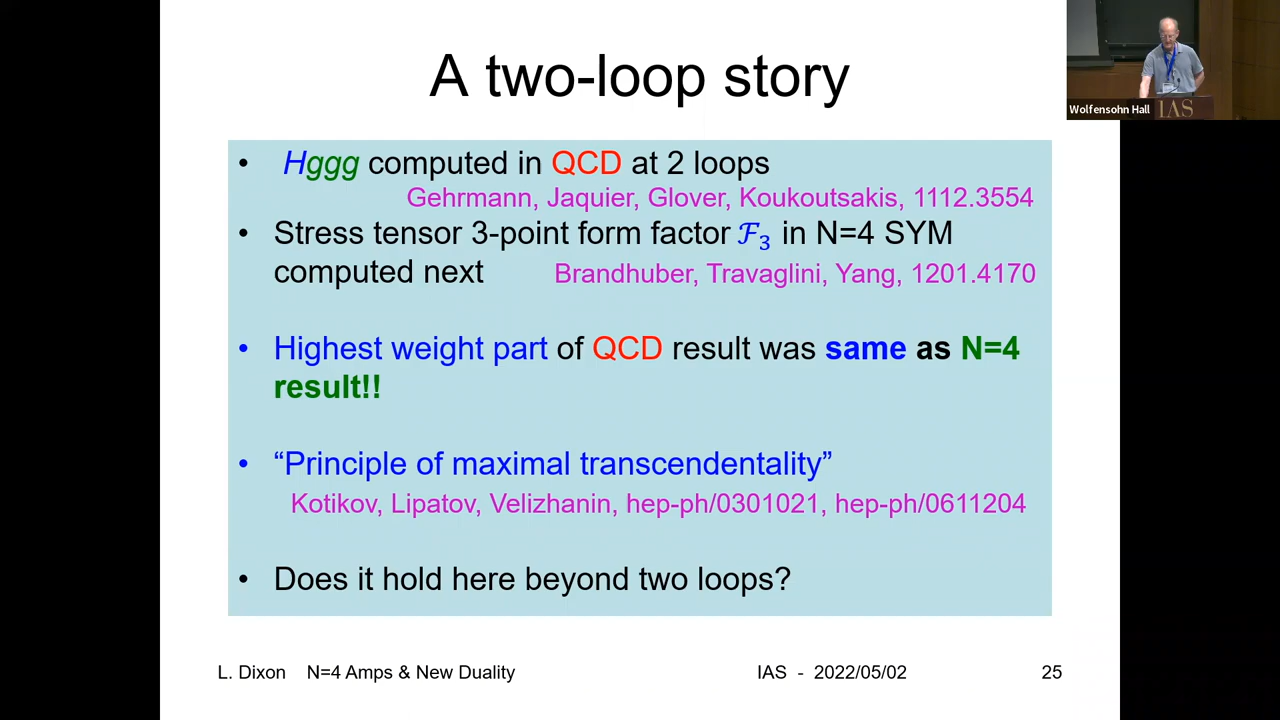 A two-loop story
Wolfensohn Hall
IAS
• Hggg computed in QCD at 2 loops
Gehrmann, Jaquier, Glover, Koukoutsakis, 1112.3554
• Stress tensor 3-point form factor ℱ₃ in N=4 SYM
computed next Brandhuber, Travaglini, Yang, 1201.4170
• Highest weight part of QCD result was same as N=4
result!!
• “Principle of maximal transcendentality”
Kotikov, Lipatov, Velizhanin, hep-ph/0301021, hep-ph/0611204
• Does it hold here beyond two loops?
L. Dixon N=4 Amps & New Duality IAS - 2022/05/02 25